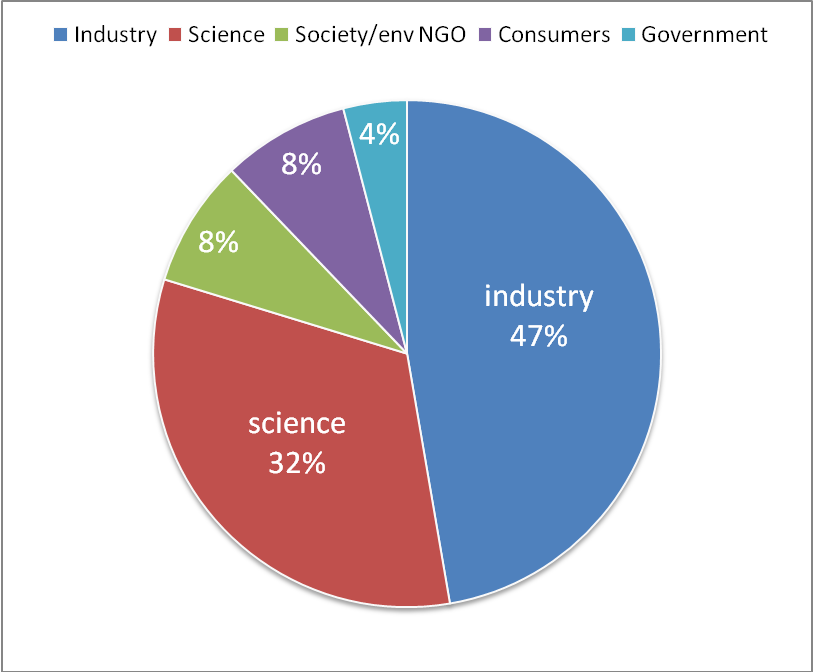 Industry Science Society/env NGO Consumers Government
4%
8%
8%
industry
47%
science
32%